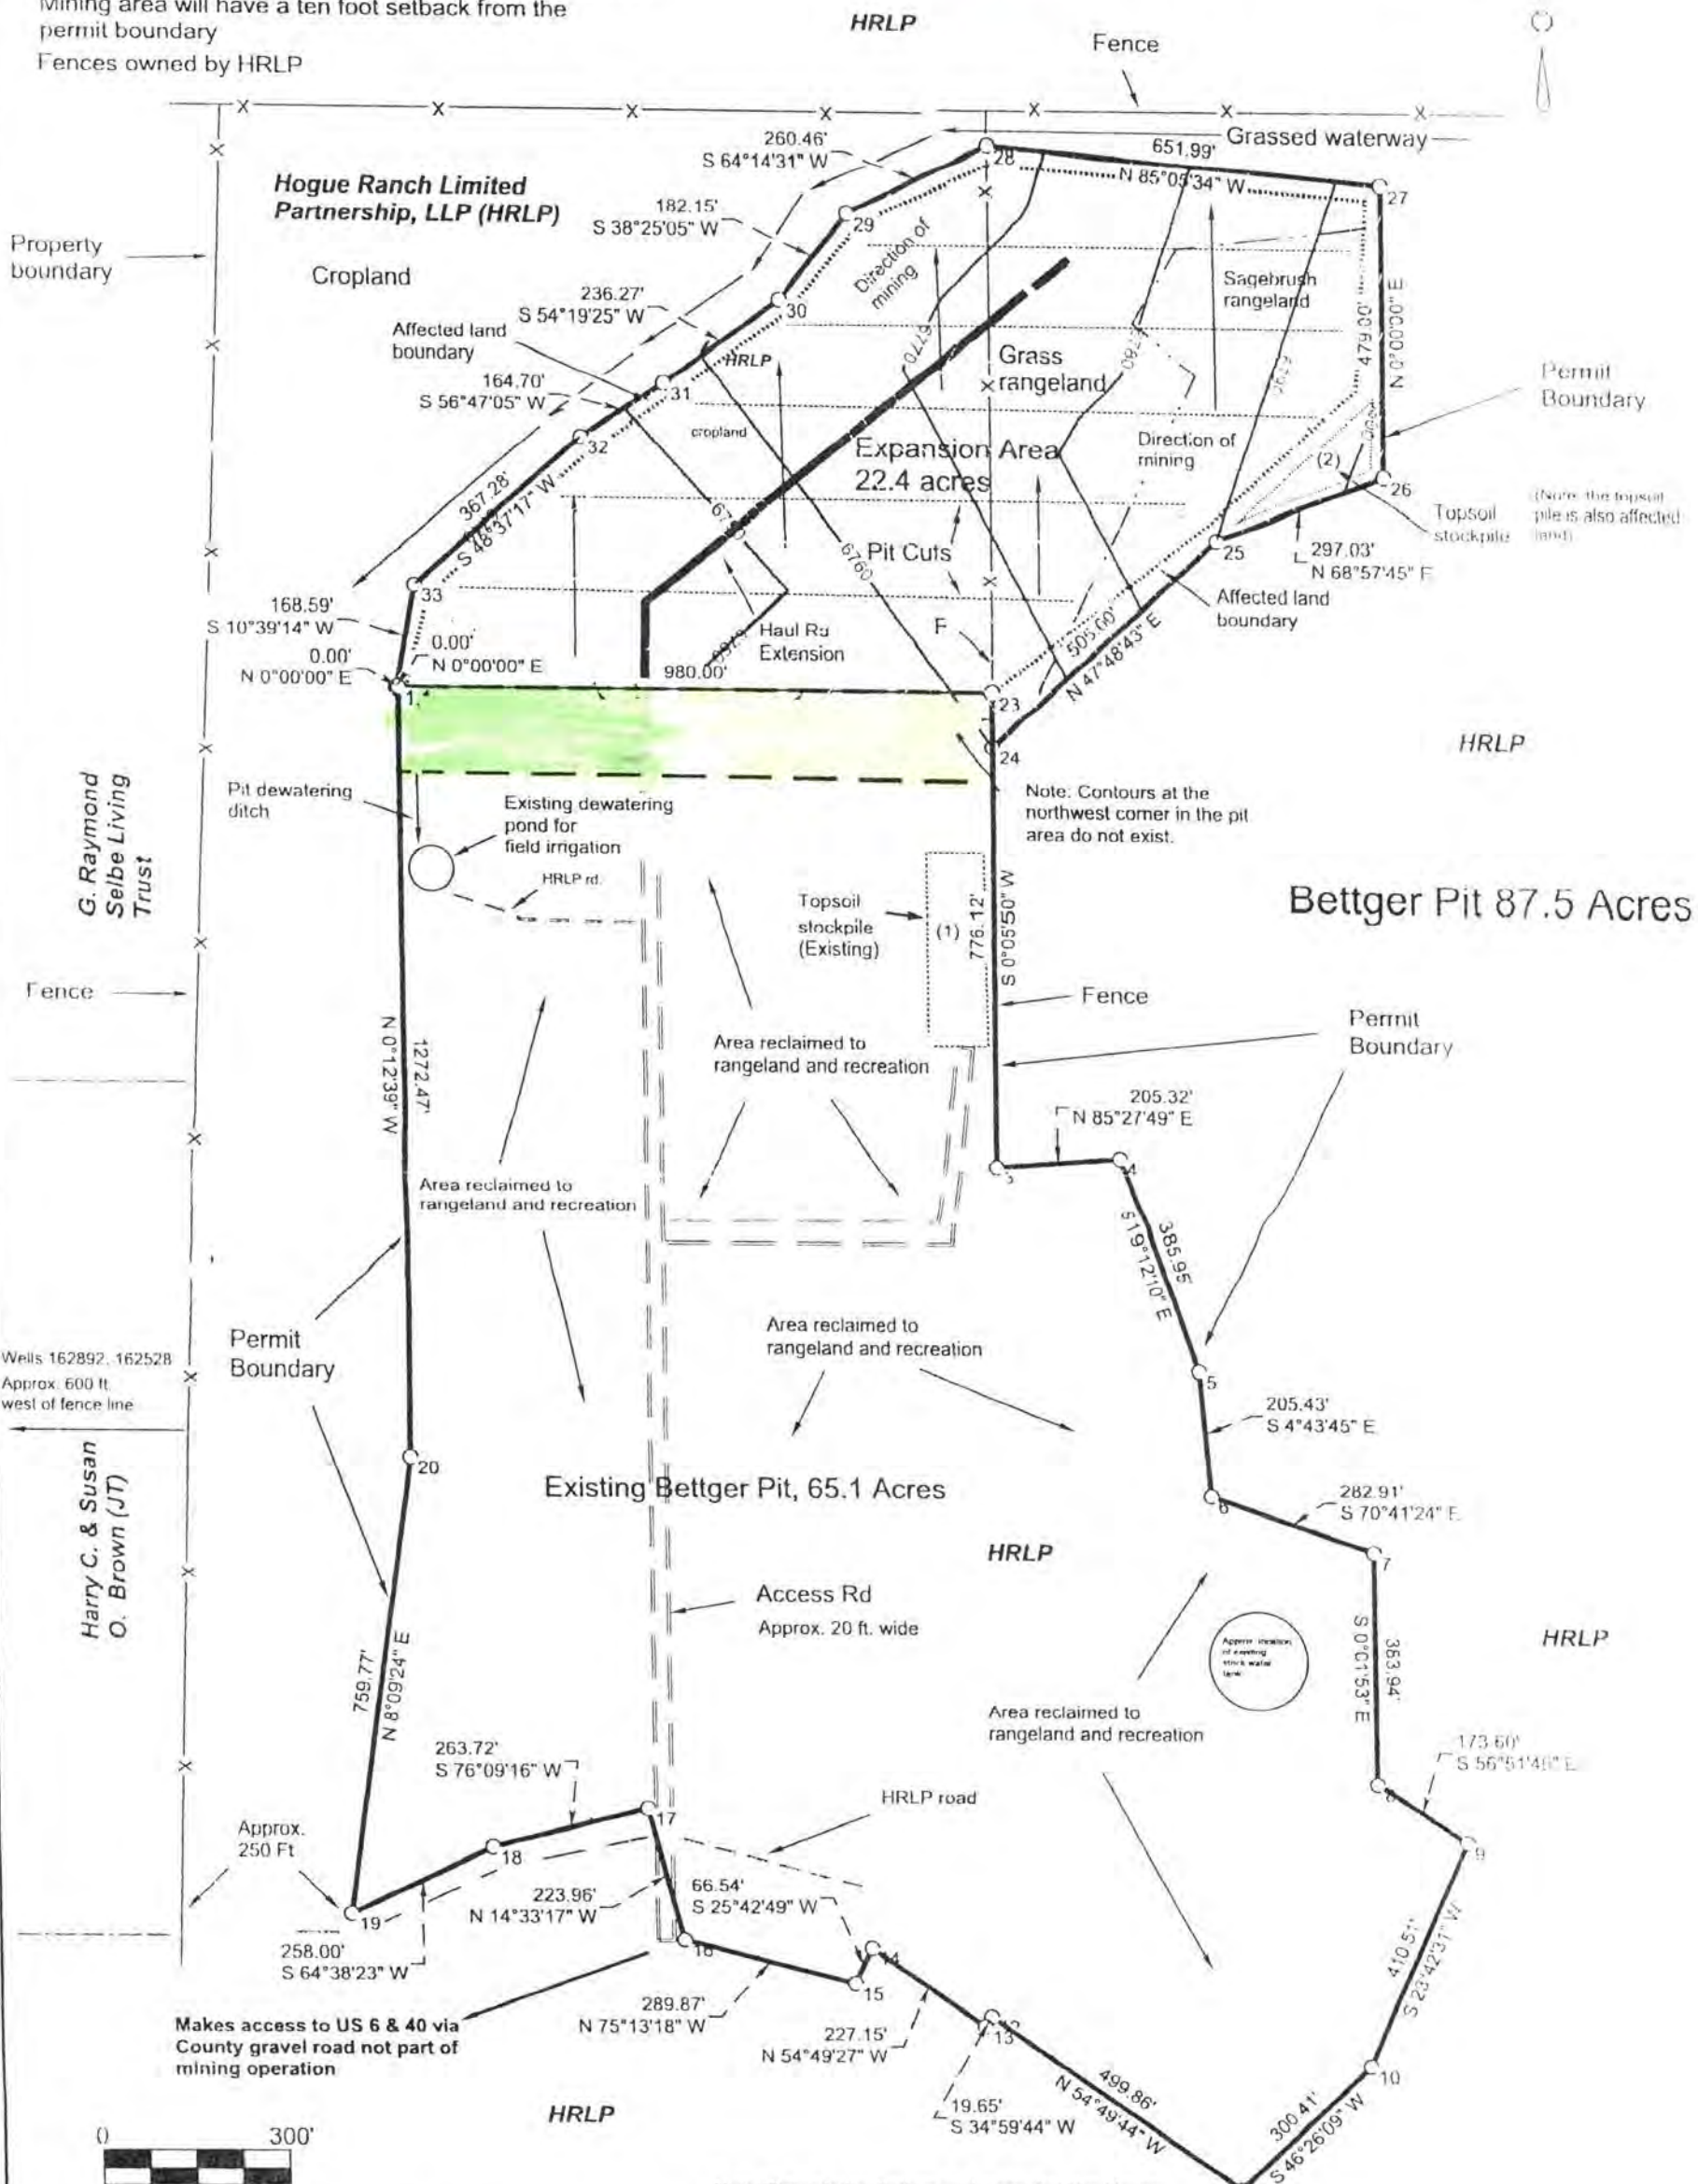 Mining area will have a ten foot setback from the
permit boundary
Fences owned by HRLP
HRLP
Fence
Grassed waterway
260.46'
S 64°14'31" W
651.99'
N 85°05'34" W
28
27
Hogue Ranch Limited
Partnership, LLP (HRLP)
182.15'
S 38°25'05" W
29
Property
boundary
Cropland
Direction of
mining
Sagebrush
rangeland
479.00'
N 0°00'00" E
236.27'
S 54°19'25" W
30
Affected land
boundary
HRLP
6770
Grass
rangeland
Permit
Boundary
164.70'
S 56°47'05" W
31
cropland
32
Expansion Area
22.4 acres
Direction of
mining
(2)
26
Topsoil
stockpile
(Note: the topsoil
pile is also affected
land)
367.28'
S 48°37'17" W
6760
Pit Cuts
25
297.03'
N 68°57'45" E
33
168.59'
S 10°39'14" W
Affected land
boundary
0.00'
N 0°00'00" E
0.00'
N 0°00'00" E
Haul Rd
Extension
F
505.00'
N 47°48'43" E
980.00'
1
23
24
HRLP
Pit dewatering
ditch
Existing dewatering
pond for
field irrigation
Note: Contours at the
northwest corner in the pit
area do not exist.
G. Raymond
Selbe Living
Trust
HRLP rd.
Topsoil
stockpile
(Existing)
(1)
776.12'
S 0°05'50" W
Bettger Pit 87.5 Acres
Fence
Fence
Permit
Boundary
N 0°12'39" W
1272.47'
Area reclaimed to
rangeland and recreation
205.32'
N 85°27'49" E
3
4
Area reclaimed to
rangeland and recreation
385.95'
S 19°12'10" E
Permit
Boundary
Area reclaimed to
rangeland and recreation
Wells 162892, 162528
Approx. 600 ft.
west of fence line
5
205.43'
S 4°43'45" E
20
Existing Bettger Pit, 65.1 Acres
6
282.91'
S 70°41'24" E
Harry C. & Susan
O. Brown (JT)
HRLP
7
Access Rd
Approx. 20 ft. wide
S 0°01'53" E
HRLP
Approx. location
of existing
stock water
tank
759.77'
N 8°09'24" E
Area reclaimed to
rangeland and recreation
263.72'
S 76°09'16" W
173.60'
8
HRLP road
17
Approx.
250 Ft
18
9
66.54'
S 25°42'49" W
223.96'
N 14°33'17" W
19
258.00'
S 64°38'23" W
16
14
15
410.51'
S 23°42'31" W
289.87'
N 75°13'18" W
Makes access to US 6 & 40 via
County gravel road not part of
mining operation
227.15'
N 54°49'27" W
13
10
19.65'
S 34°59'44" W
499.86'
N 54°49'44" W
300.41'
S 46°26'09" W
HRLP
0 300'